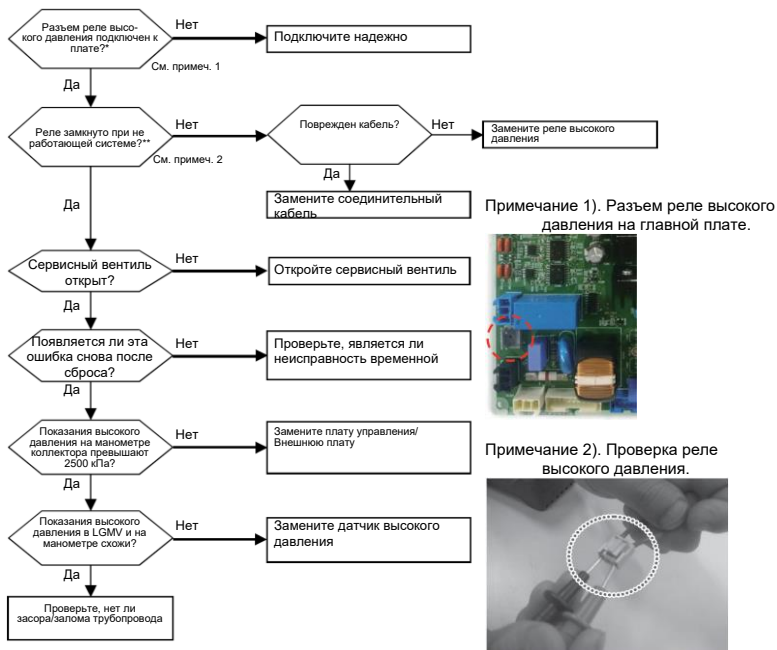 Разъем реле высо-
кого давления подключен к
плате?*
Нет
Подключите надежно
См. примеч. 1
Да
Реле замкнуто при не
работающей системе?**
Нет
См. примеч. 2
Поврежден кабель?
Нет
Замените реле высокого
давления
Да
Замените соединительный
кабель
Да
Сервисный вентиль
открыт?
Нет
Откройте сервисный вентиль
Да
Появляется ли эта
ошибка снова после
сброса?
Нет
Проверьте, является ли
неисправность временной
Да
Показания высокого
давления на манометре
коллектора превышают
2500 кПа?
Нет
Замените плату управления/
Внешнюю плату
Да
Показания высокого
давления в LGMV и на
манометре схожи?
Нет
Замените датчик высокого
давления
Да
Проверьте, нет ли
засора/залома трубопровода
Примечание 1). Разъем реле высокого
давления на главной плате.
Примечание 2). Проверка реле
высокого давления.